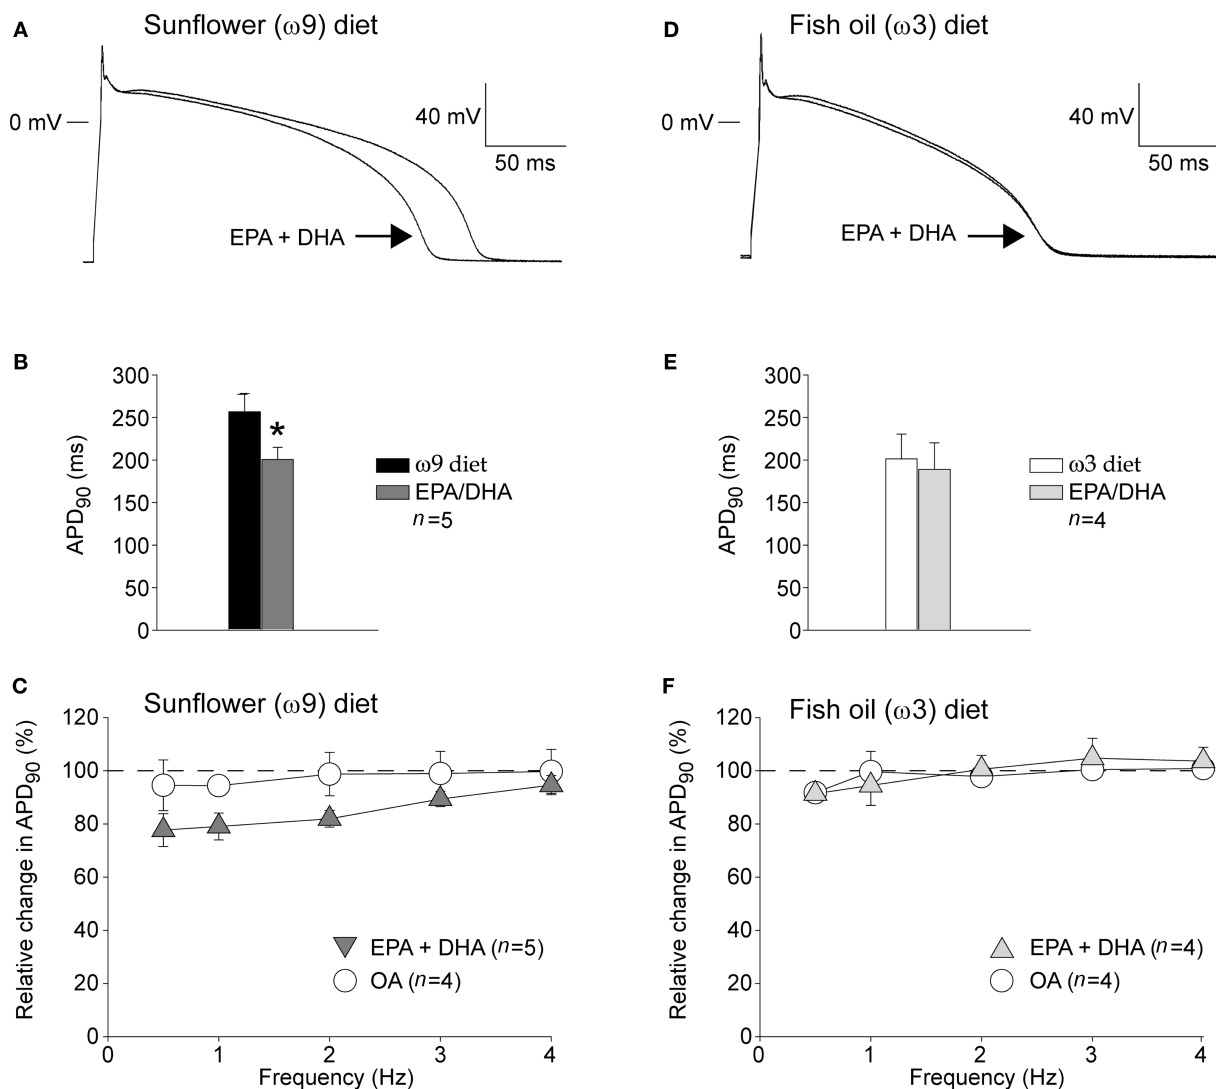 A
Sunflower (ω9) diet
0 mV
40 mV
50 ms
EPA + DHA
D
Fish oil (ω3) diet
0 mV
40 mV
50 ms
EPA + DHA
B
APD90 (ms)
300
250
200
150
100
50
0
*
ω9 diet
EPA/DHA
n=5
E
APD90 (ms)
300
250
200
150
100
50
0
ω3 diet
EPA/DHA
n=4
C
Sunflower (ω9) diet
Relative change in APD90 (%)
120
100
80
60
40
20
0
EPA + DHA (n=5)
OA (n=4)
0 1 2 3 4
Frequency (Hz)
F
Fish oil (ω3) diet
Relative change in APD90 (%)
120
100
80
60
40
20
0
EPA + DHA (n=4)
OA (n=4)
0 1 2 3 4
Frequency (Hz)